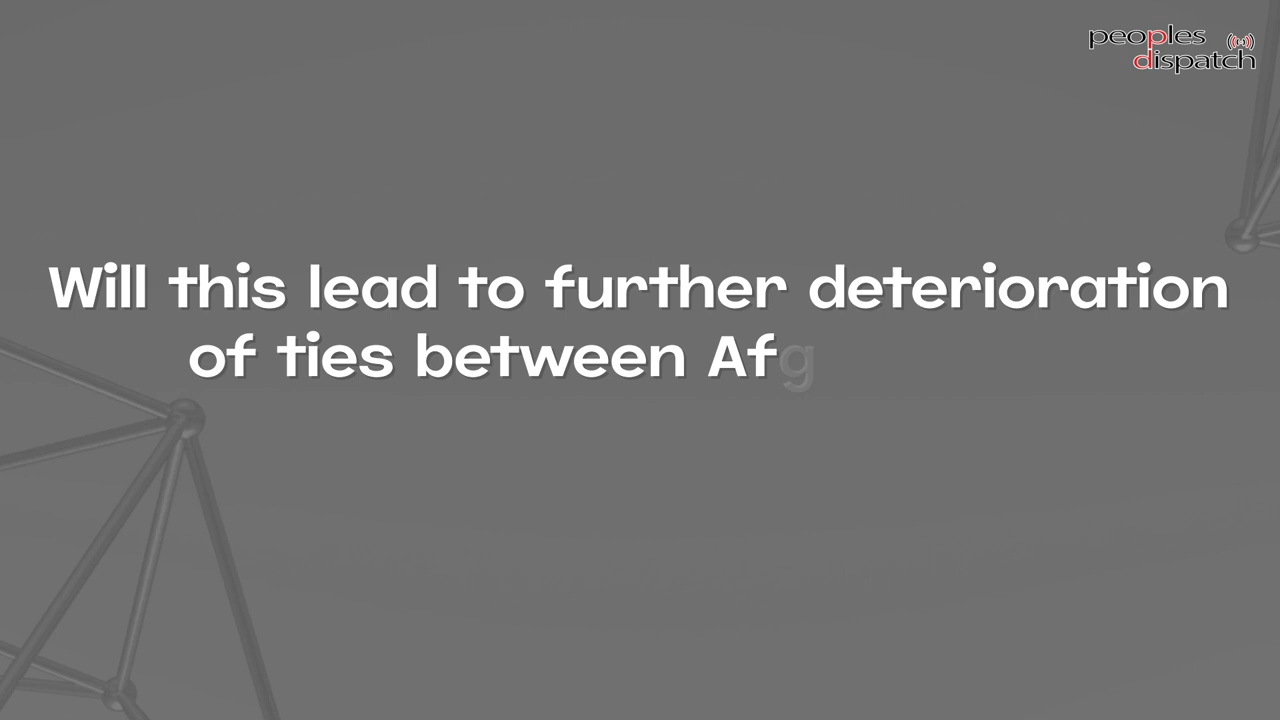 peoples
dispatch
Will this lead to further deterioration
of ties between Afg